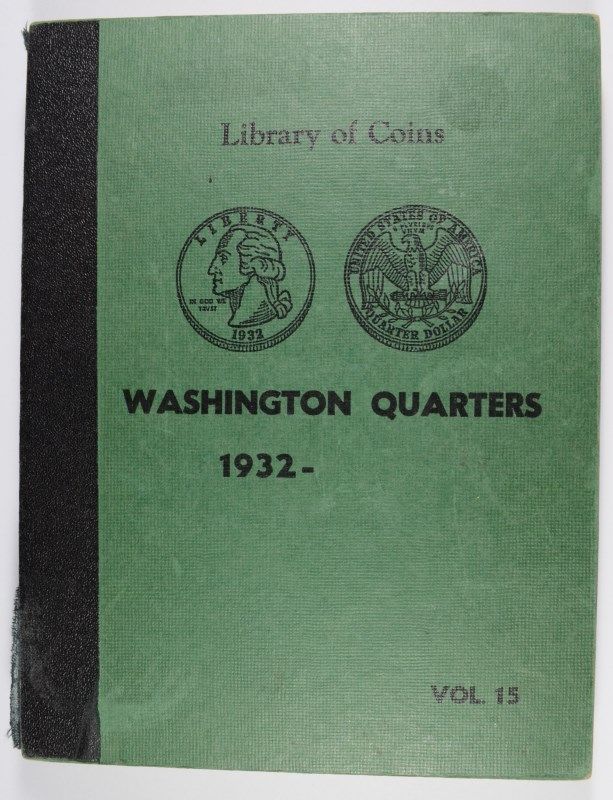 Library of Coins
LIBERTY
IN GOD WE
TRUST
1932
UNITED STATES OF AMERICA
E PLURIBUS
UNUM
QUARTER DOLLAR
WASHINGTON QUARTERS
1932-
VOL. 15